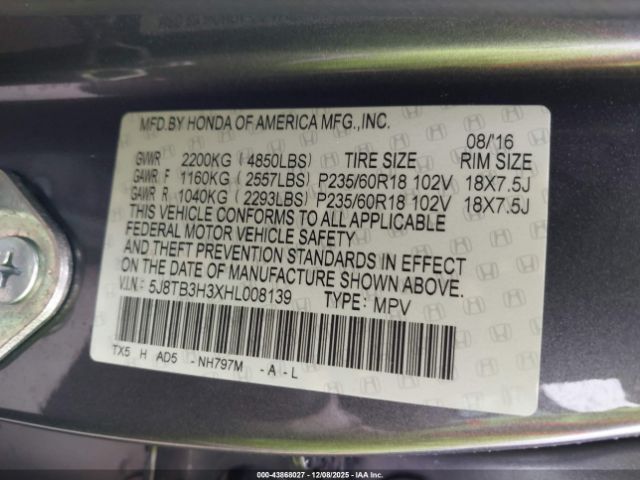 MFD.BY HONDA OF AMERICA MFG.,INC.
08/'16
GVWR 2200KG (4850LBS) TIRE SIZE RIM SIZE
GAWR. F 1160KG (2557LBS) P235/60R18 102V 18X7.5J
GAWR R 1040KG (2293LBS) P235/60R18 102V 18X7.5J
THIS VEHICLE CONFORMS TO ALL APPLICABLE
FEDERAL MOTOR VEHICLE SAFETY
AND THEFT PREVENTION STANDARDS IN EFFECT
ON THE DATE OF MANUFACTURE SHOWN ABOVE.
V.I.N.: 5J8TB3H3XHL008139 TYPE: MPV
TX5 H AD5 -NH797M -A-L
00-43868027 — 12/08/2025 — IAA Inc.